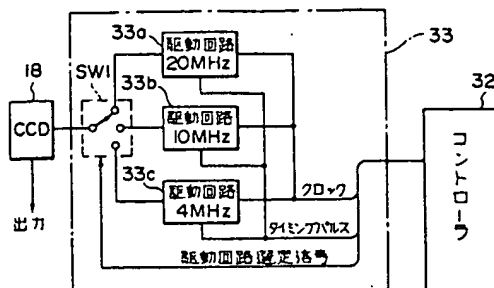 33a
33
駆動回路
20MHz
18
SW1
33b
32
CCD
駆動回路
10MHz
33c
コントローラ
出力
駆動回路
4MHz
クロック
タイミングパルス
駆動回路選定信号